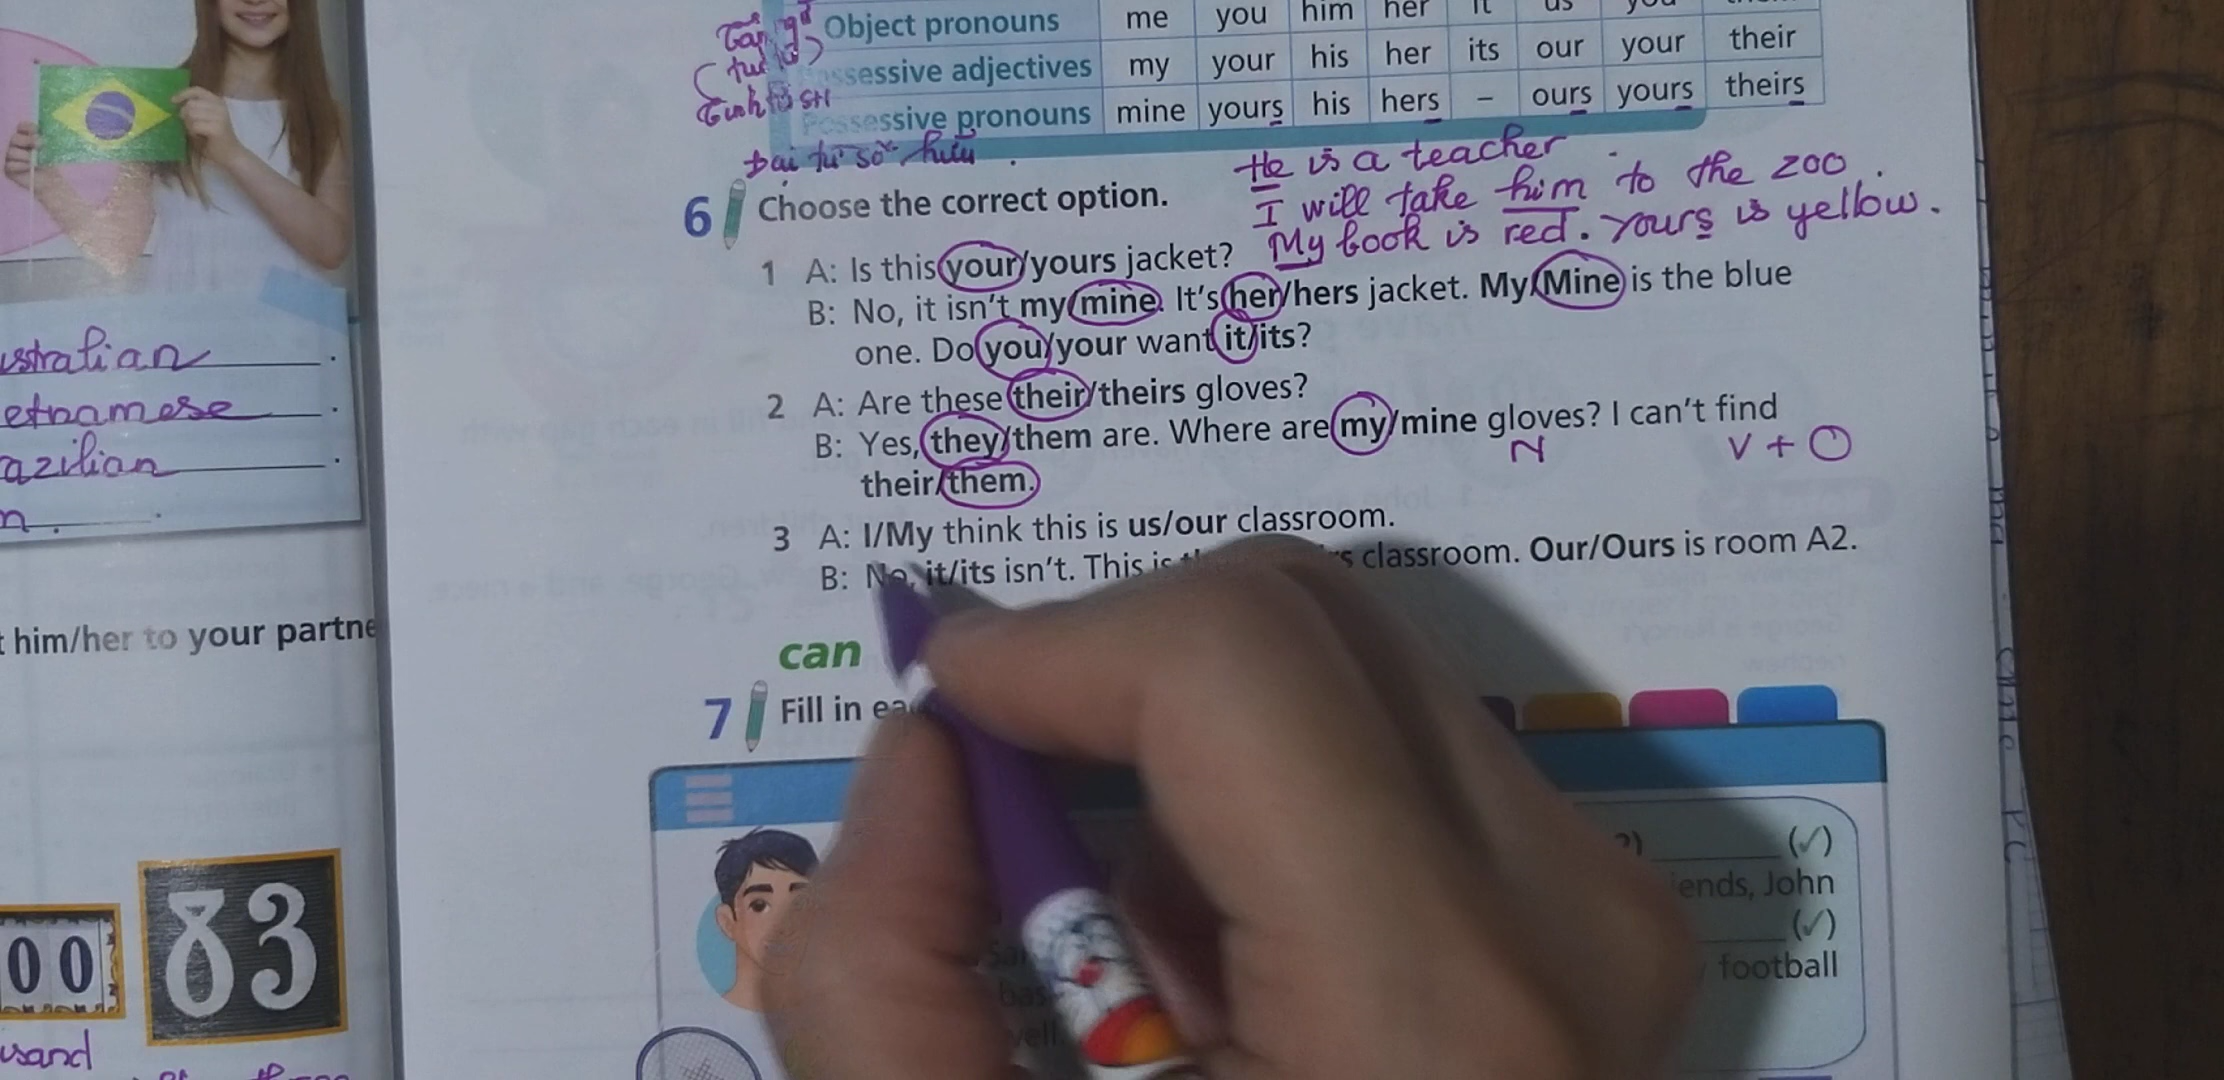 Object pronouns me you him her it us you them
Possessive adjectives my your his her its our your their
Possessive pronouns mine yours his hers – ours yours theirs
Đại từ sở hữu
6 Choose the correct option.
He is a teacher
I will take him to the zoo.
My book is red. Yours is yellow.
1 A: Is this your/yours jacket?
B: No, it isn't my/mine. It's her/hers jacket. My/Mine is the blue
one. Do you/your want it/its?
2 A: Are these their/theirs gloves?
B: Yes, they/them are. Where are my/mine gloves? I can't find
N V + O
their/them.
3 A: I/My think this is us/our classroom.
B: No, it/its isn't. This is classroom. Our/Ours is room A2.
can
7 Fill in
(✓)
John
(✓)
football
him/her to your
00
83